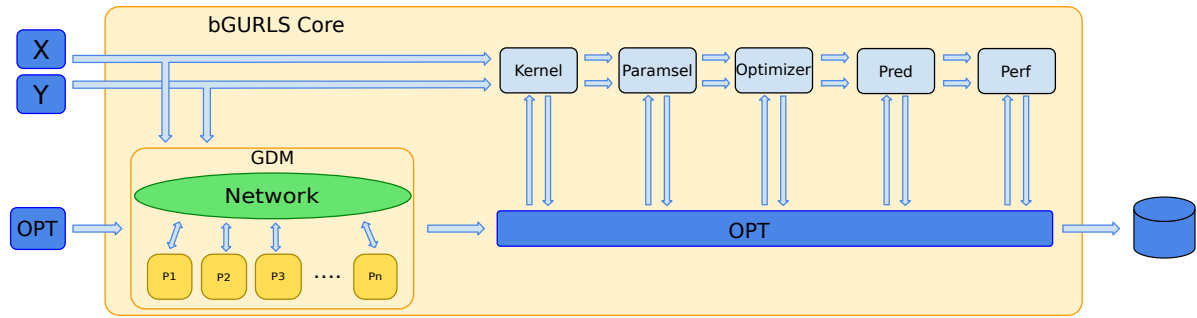 bGURLS Core
X
Y
Kernel
Paramsel
Optimizer
Pred
Perf
GDM
Network
OPT
OPT
P1
P2
P3
....
Pn